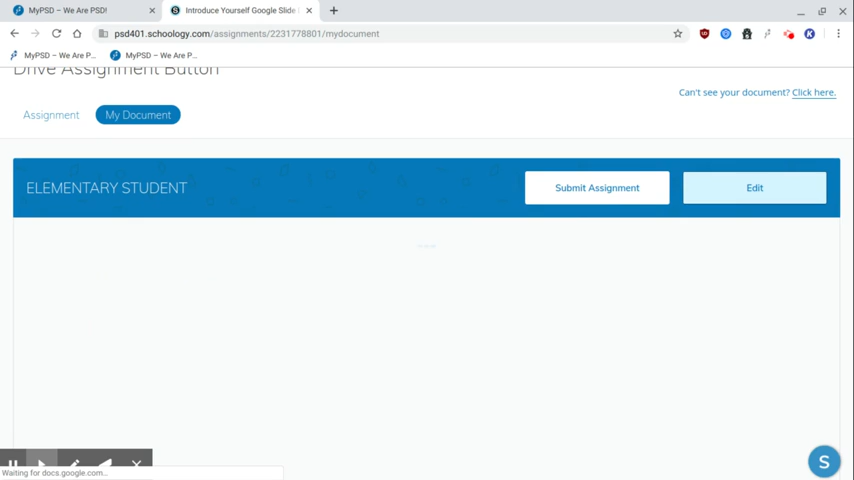 MyPSD – We Are PSD!
Introduce Yourself Google Slide
psd401.schoology.com/assignments/2231778801/mydocument
MyPSD – We Are P...
MyPSD – We Are P...
Drive Assignment Button
Can't see your document? Click here.
Assignment
My Document
ELEMENTARY STUDENT
Submit Assignment
Edit
S
Waiting for docs.google.com...